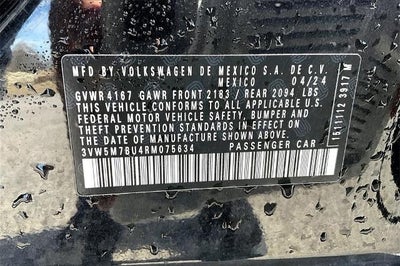 MFD BY:VOLKSWAGEN DE MEXICO S.A. DE C.V.
MEXICO 04/24
GVWR 4167 GAWR FRONT 2183 / REAR 2094 LBS
THIS VEHICLE CONFORMS TO ALL APPLICABLE U.S.
FEDERAL MOTOR VEHICLE SAFETY, BUMPER AND
THEFT PREVENTION STANDARDS IN EFFECT ON
THE DATE OF MANUFACTURE SHOWN ABOVE.
3VW5M7BU4RM075634 PASSENGER CAR